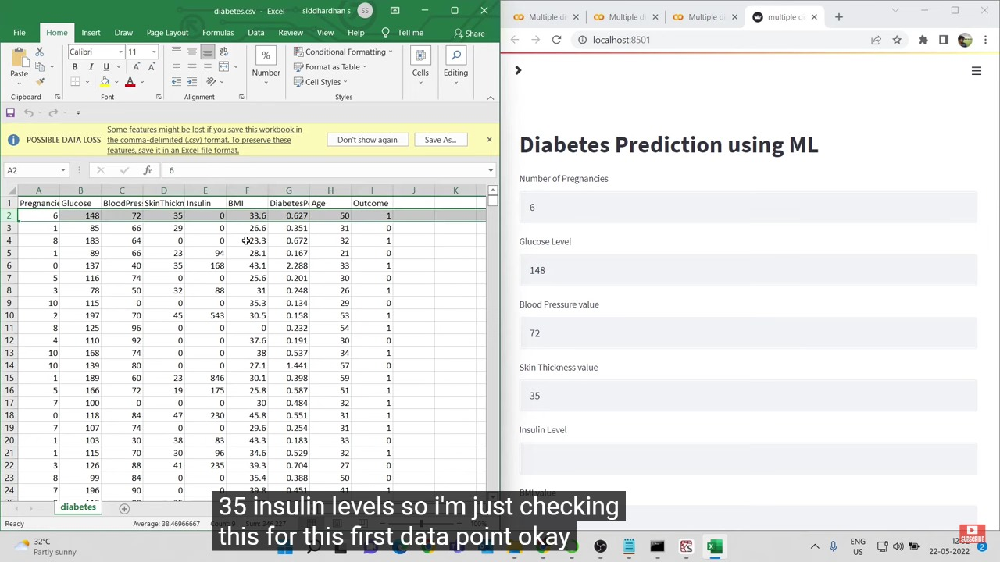 diabetes.csv - Excel
siddhardhan s
SS
File Home Insert Draw Page Layout Formulas Data Review View Help Tell me Share
Paste
Calibri 11
B I U
Number
%
Conditional Formatting
Format as Table
Cell Styles
Cells
Editing
Clipboard Font Alignment Styles
POSSIBLE DATA LOSS
Some features might be lost if you save this workbook in
the comma-delimited (.csv) format. To preserve these
features, save it in an Excel file format.
Don't show again
Save As...
A2 fx 6
A B C D E F G H I J K
1 Pregnancie Glucose BloodPres SkinThickn Insulin BMI DiabetesPe Age Outcome
2 6 148 72 35 0 33.6 0.627 50 1
3 1 85 66 29 0 26.6 0.351 31 0
4 8 183 64 0 0 23.3 0.672 32 1
5 1 89 66 23 94 28.1 0.167 21 0
6 0 137 40 35 168 43.1 2.288 33 1
7 5 116 74 0 0 25.6 0.201 30 0
8 3 78 50 32 88 31 0.248 26 1
9 10 115 0 0 0 35.3 0.134 29 0
10 2 197 70 45 543 30.5 0.158 53 1
11 8 125 96 0 0 0 0.232 54 1
12 4 110 92 0 0 37.6 0.191 30 0
13 10 168 74 0 0 38 0.537 34 1
14 10 139 80 0 0 27.1 1.441 57 0
15 1 189 60 23 846 30.1 0.398 59 1
16 5 166 72 19 175 25.8 0.587 51 1
17 7 100 0 0 0 30 0.484 32 1
18 0 118 84 47 230 45.8 0.551 31 1
19 7 107 74 0 0 29.6 0.254 31 1
20 1 103 30 38 83 43.3 0.183 33 0
21 1 115 70 30 96 34.6 0.529 32 1
22 3 126 88 41 235 39.3 0.704 27 0
23 8 99 84 0 0 35.4 0.388 50 0
24 7 196 90 0 0 39.8 0.451 41 1
diabetes
Ready Average: 38.46966667 Count: 9 Sum: 346.227 100%
Multiple di Multiple di Multiple di multiple di
localhost:8501
Diabetes Prediction using ML
Number of Pregnancies
6
Glucose Level
148
Blood Pressure value
72
Skin Thickness value
35
Insulin Level
BMI value
35 insulin levels so i'm just checking
this for this first data point okay
32°C
Partly sunny
ENG
US
22-05-2022
2
SUBSCRIBE